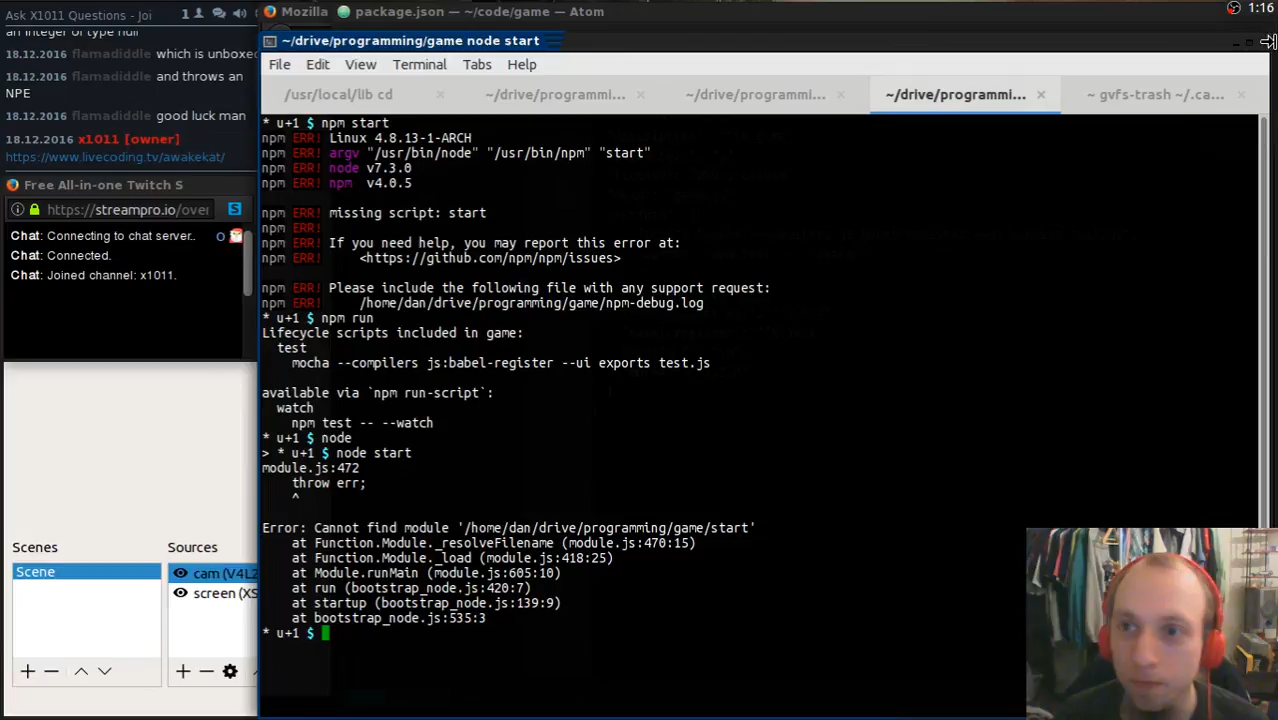 Ask X1011 Questions - Joi
1
Mozilla
package.json — ~/code/game — Atom
1:16
an integer of type null
18.12.2016 flamadiddle which is unboxed
18.12.2016 flamadiddle and throws an
NPE
18.12.2016 flamadiddle good luck man
18.12.2016 x1011 [owner]
https://www.livecoding.tv/awakekat/
Free All-in-one Twitch S
https://streampro.io/over
S
Chat: Connecting to chat server..
Chat: Connected.
Chat: Joined channel: x1011.
~/drive/programming/game node start
File Edit View Terminal Tabs Help
/usr/local/lib cd
~/drive/programmi...
~/drive/programmi...
~/drive/programmi...
~ gvfs-trash ~/.ca...
* u+1 $ npm start
npm ERR! Linux 4.8.13-1-ARCH
npm ERR! argv "/usr/bin/node" "/usr/bin/npm" "start"
npm ERR! node v7.3.0
npm ERR! npm  v4.0.5
npm ERR! missing script: start
npm ERR!
npm ERR! If you need help, you may report this error at:
npm ERR!     <https://github.com/npm/npm/issues>
npm ERR! Please include the following file with any support request:
npm ERR!     /home/dan/drive/programming/game/npm-debug.log
* u+1 $ npm run
Lifecycle scripts included in game:
  test
    mocha --compilers js:babel-register --ui exports test.js
available via `npm run-script`:
  watch
    npm test -- --watch
* u+1 $ node
> * u+1 $ node start
module.js:472
    throw err;
    ^
Error: Cannot find module '/home/dan/drive/programming/game/start'
    at Function.Module._resolveFilename (module.js:470:15)
    at Function.Module._load (module.js:418:25)
    at Module.runMain (module.js:605:10)
    at run (bootstrap_node.js:420:7)
    at startup (bootstrap_node.js:139:9)
    at bootstrap_node.js:535:3
* u+1 $
Scenes
Scene
Sources
cam (V4L2
screen (XS